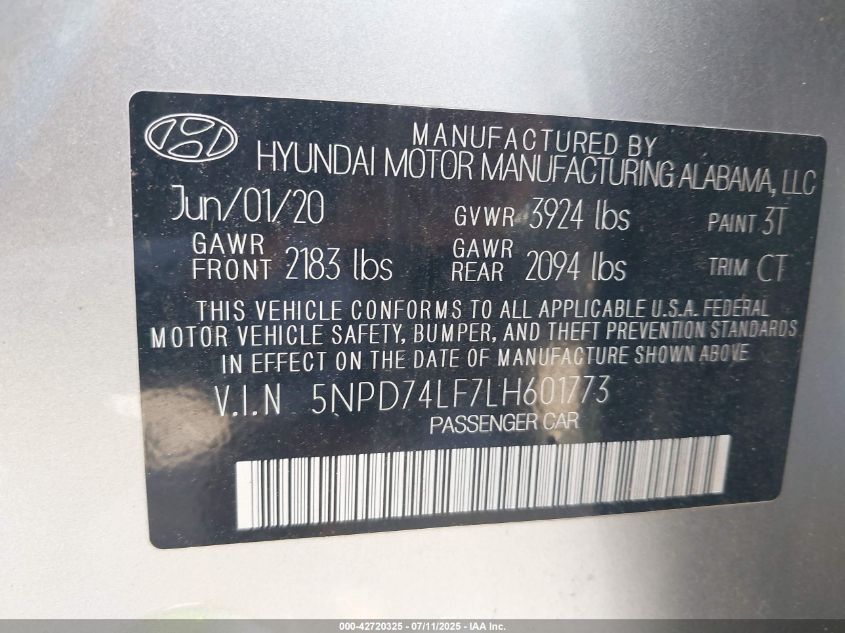 MANUFACTURED BY
HYUNDAI MOTOR MANUFACTURING ALABAMA, LLC
Jun/01/20 GVWR 3924 lbs PAINT 3T
GAWR FRONT 2183 lbs GAWR REAR 2094 lbs TRIM CT
THIS VEHICLE CONFORMS TO ALL APPLICABLE U.S.A. FEDERAL
MOTOR VEHICLE SAFETY, BUMPER, AND THEFT PREVENTION STANDARDS
IN EFFECT ON THE DATE OF MANUFACTURE SHOWN ABOVE
V.I.N 5NPD74LF7LH601773
PASSENGER CAR
000-42720325 - 07/11/2025 - IAA Inc.